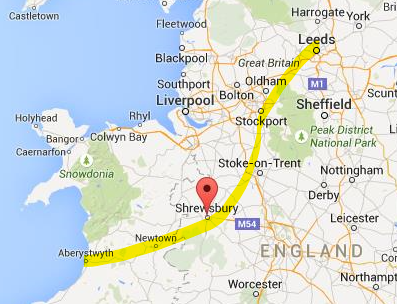 Castletown
Fleetwood
Harrogate
York
Leeds
Blackpool
Great Britain
Southport
Oldham
M1
Bolton
Scunt
Liverpool
Sheffield
Holyhead
Rhyl
Stockport
Colwyn Bay
Bangor
Peak District
National Park
Caernarfon
Snowdonia
Stoke-on-Trent
Nottingham
Derby
Shrewsbury
M54
Leicester
Newtown
Aberystwyth
ENGLAND
Worcester
Northampton